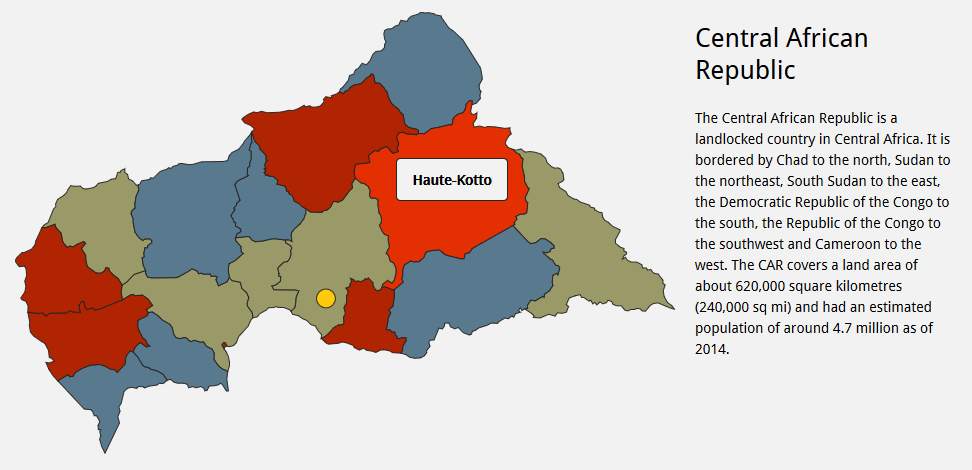 Central African
Republic
The Central African Republic is a
landlocked country in Central Africa. It is
bordered by Chad to the north, Sudan to
the northeast, South Sudan to the east,
the Democratic Republic of the Congo to
the south, the Republic of the Congo to
the southwest and Cameroon to the
west. The CAR covers a land area of
about 620,000 square kilometres
(240,000 sq mi) and had an estimated
population of around 4.7 million as of
2014.
Haute-Kotto